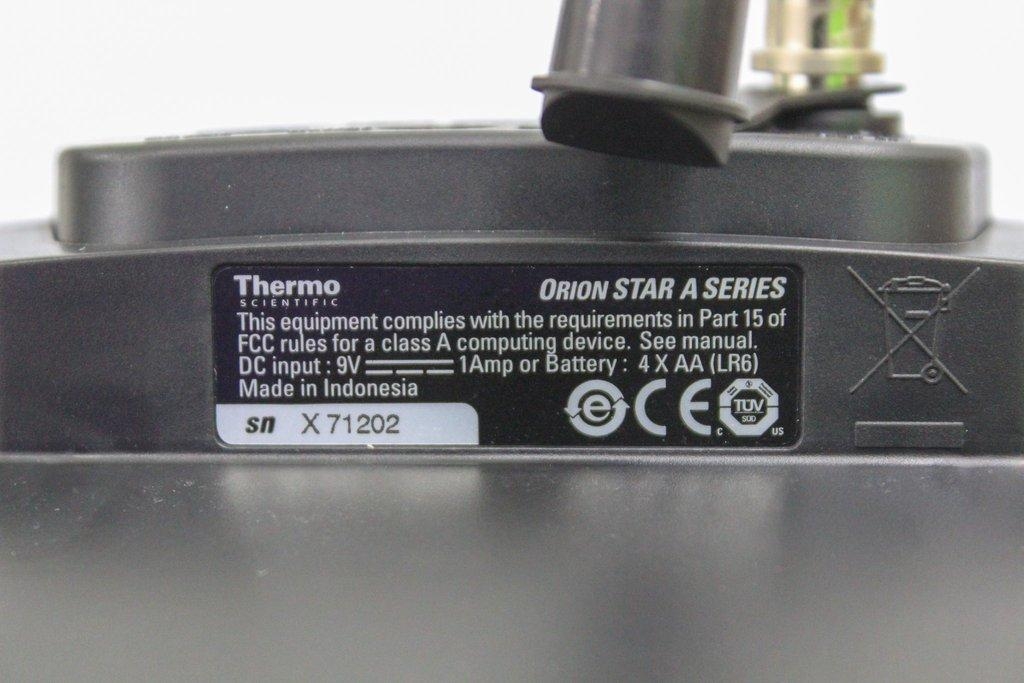 Thermo
SCIENTIFIC
ORION STAR A SERIES
This equipment complies with the requirements in Part 15 of
FCC rules for a class A computing device. See manual.
DC input : 9V 1Amp or Battery : 4 X AA (LR6)
Made in Indonesia
sn X 71202
e CE
TÜV
SÜD
C US